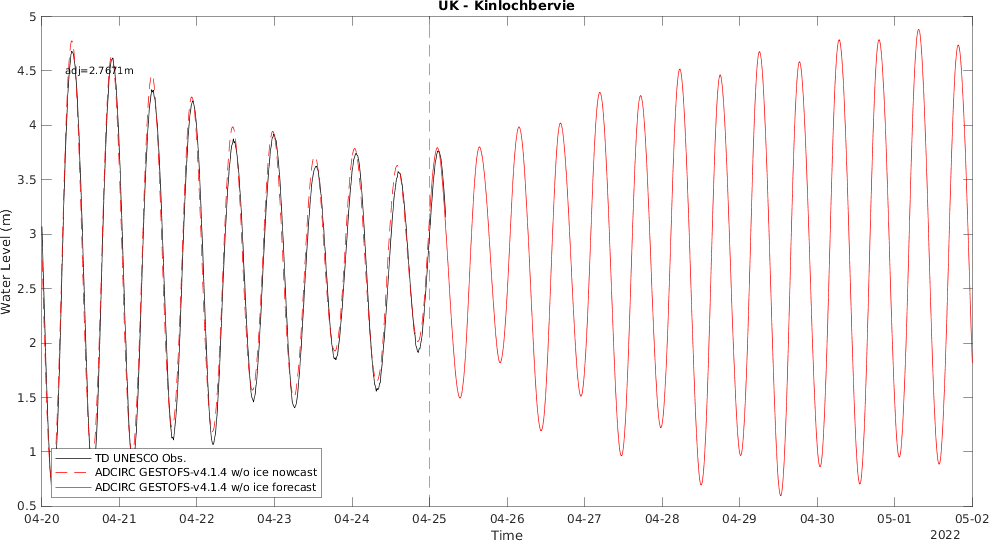 UK - Kinlochbervie
5
4.5
4
3.5
3
2.5
2
1.5
1
0.5
Water Level (m)
adj=2.7671m
TD UNESCO Obs.
ADCIRC GESTOFS-v4.1.4 w/o ice nowcast
ADCIRC GESTOFS-v4.1.4 w/o ice forecast
04-20 04-21 04-22 04-23 04-24 04-25 04-26 04-27 04-28 04-29 04-30 05-01 05-02
Time
2022